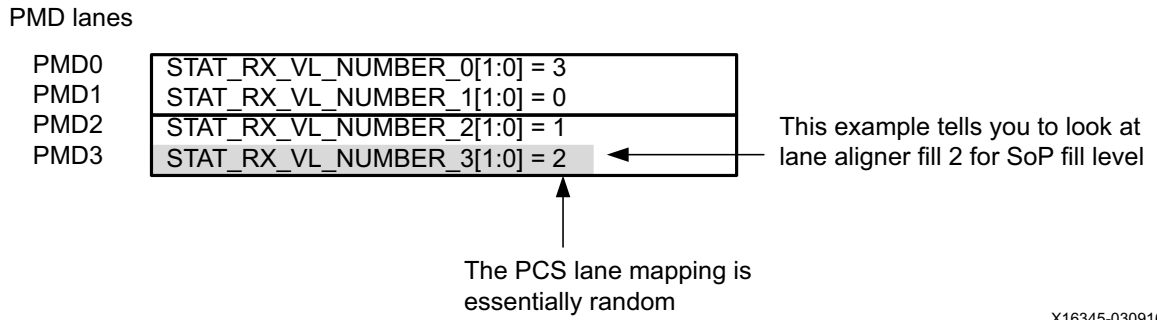 PMD lanes
PMD0 STAT_RX_VL_NUMBER_0[1:0] = 3
PMD1 STAT_RX_VL_NUMBER_1[1:0] = 0
PMD2 STAT_RX_VL_NUMBER_2[1:0] = 1
PMD3 STAT_RX_VL_NUMBER_3[1:0] = 2
This example tells you to look at
lane aligner fill 2 for SoP fill level
The PCS lane mapping is
essentially random